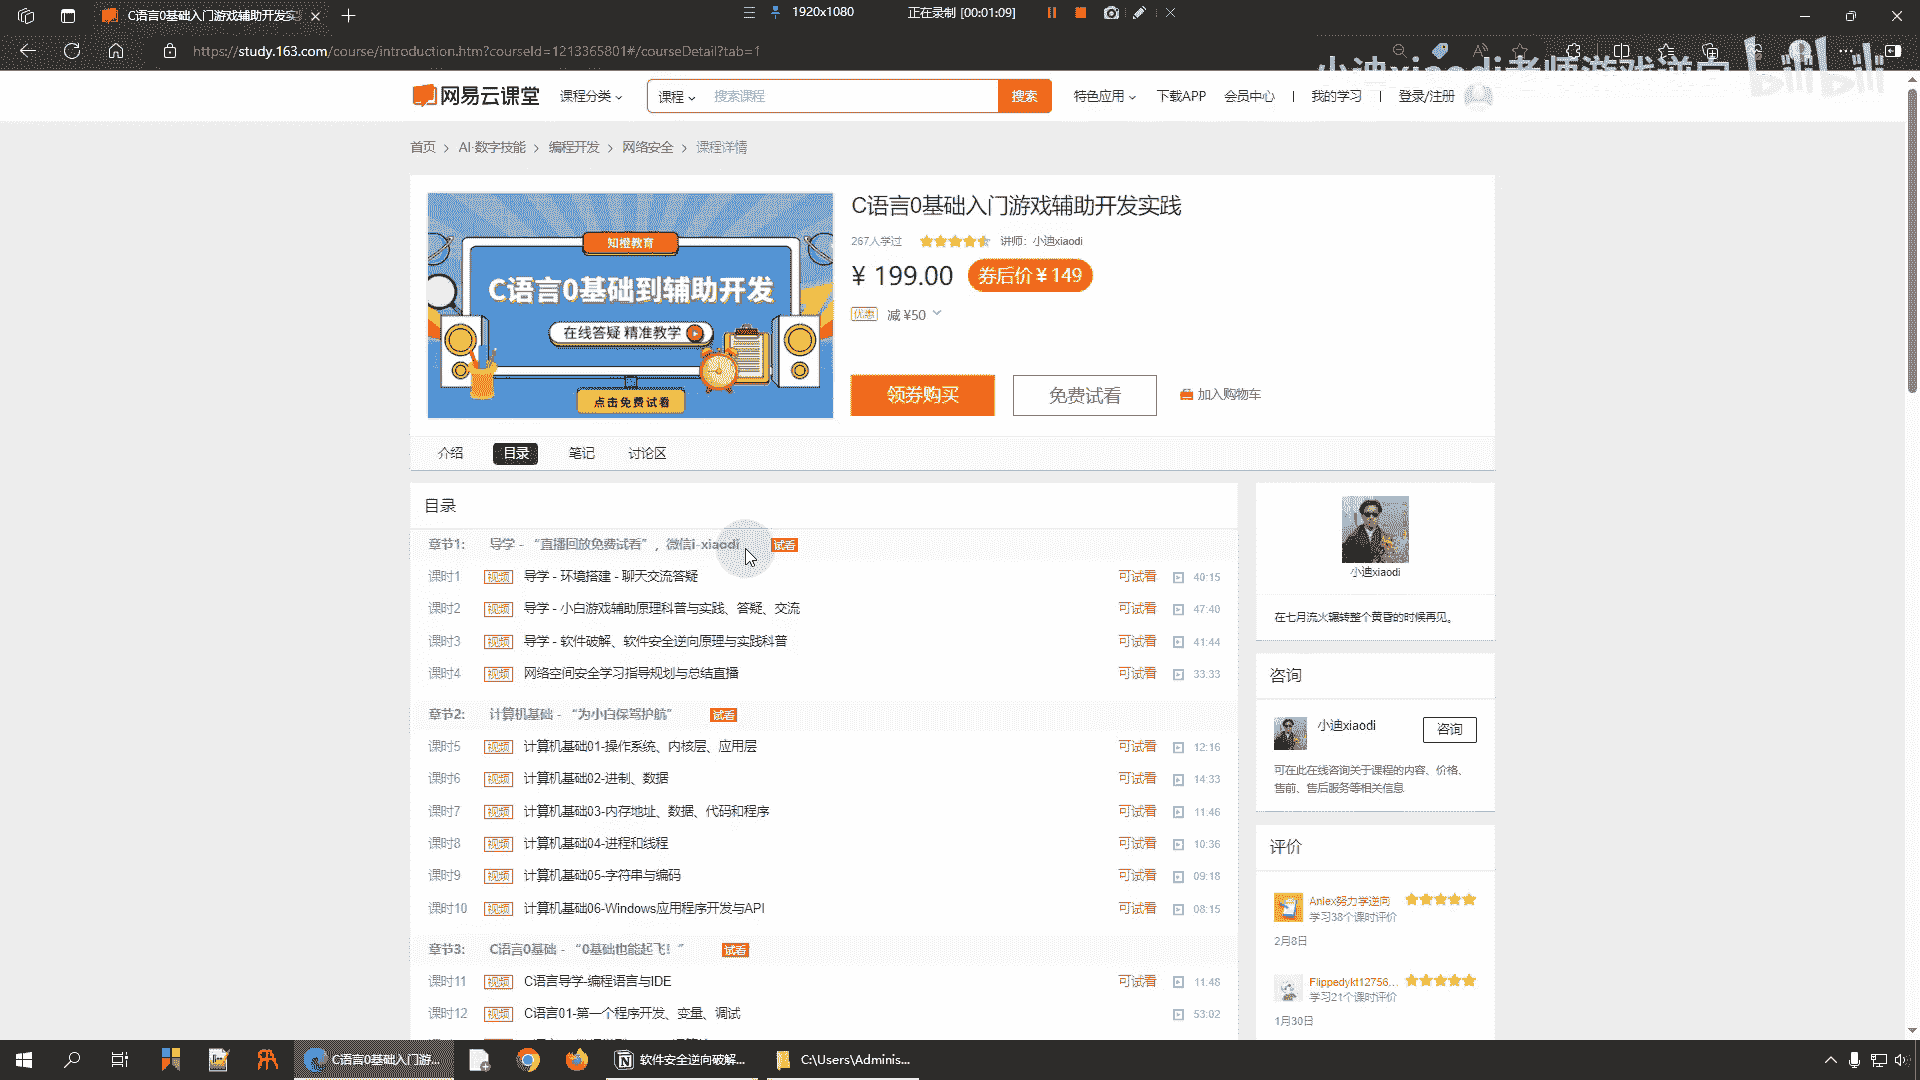 C语言0基础入门游戏辅助开发实
1920x1080
正在录制 [00:01:09]
https://study.163.com/course/introduction.htm?courseId=1213365801#/courseDetail?tab=1
小迪xiaodi老师游戏逆向 bilibili
网易云课堂
课程分类
课程
搜索课程
搜索
特色应用
下载APP
会员中心
我的学习
登录/注册
首页 > AI·数字技能 > 编程开发 > 网络安全 > 课程详情
知橙教育
C语言0基础到辅助开发
在线答疑 精准教学
点击免费试看
C语言0基础入门游戏辅助开发实践
267人学过
讲师：小迪xiaodi
¥ 199.00
券后价 ¥ 149
优惠 减 ¥50
领券购买
免费试看
加入购物车
介绍
目录
笔记
讨论区
目录
章节1: 导学 - “直播回放免费试看”，微信i-xiaodi 试看
课时1 视频 导学 - 环境搭建 - 聊天交流答疑 可试看 40:15
课时2 视频 导学 - 小白游戏辅助原理科普与实践、答疑、交流 可试看 47:40
课时3 视频 导学 - 软件破解、软件安全逆向原理与实践科普 可试看 41:44
课时4 视频 网络空间安全学习指导规划与总结直播 可试看 33:33
章节2: 计算机基础 - “为小白保驾护航” 试看
课时5 视频 计算机基础01-操作系统、内核层、应用层 可试看 12:16
课时6 视频 计算机基础02-进制、数据 可试看 14:33
课时7 视频 计算机基础03-内存地址、数据、代码和程序 可试看 11:46
课时8 视频 计算机基础04-进程和线程 可试看 10:36
课时9 视频 计算机基础05-字符串与编码 可试看 09:18
课时10 视频 计算机基础06-Windows应用程序开发与API 可试看 08:15
章节3: C语言0基础 - “0基础也能起飞！” 试看
课时11 视频 C语言导学-编程语言与IDE 可试看 11:48
课时12 视频 C语言01-第一个程序开发、变量、调试 53:02
小迪xiaodi
在七月流火辗转整个黄昏的时候再见。
咨询
小迪xiaodi
咨询
可在此在线咨询关于课程的内容、价格、
售前、售后服务等相关信息
评价
Anlex努力学逆向
学习38个课时评价
2月8日
Flippedykt12756...
学习21个课时评价
1月30日
C语言0基础入门游...
软件安全逆向破解...
C:\Users\Adminis...